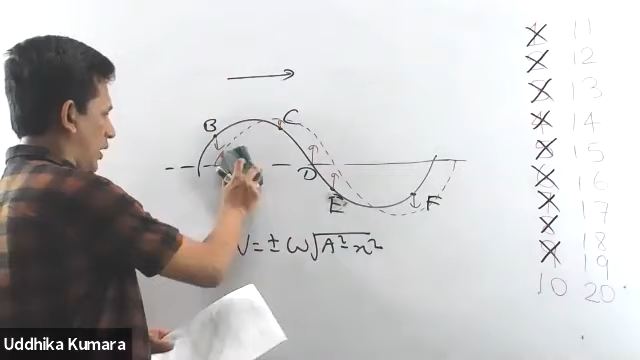 B
C
D
E
F
V = ± ω√A² − x²
X 11
X 12
X 13
X 14
X 15
X 16
X 17
X 18
X 19
10 20
Uddhika Kumara